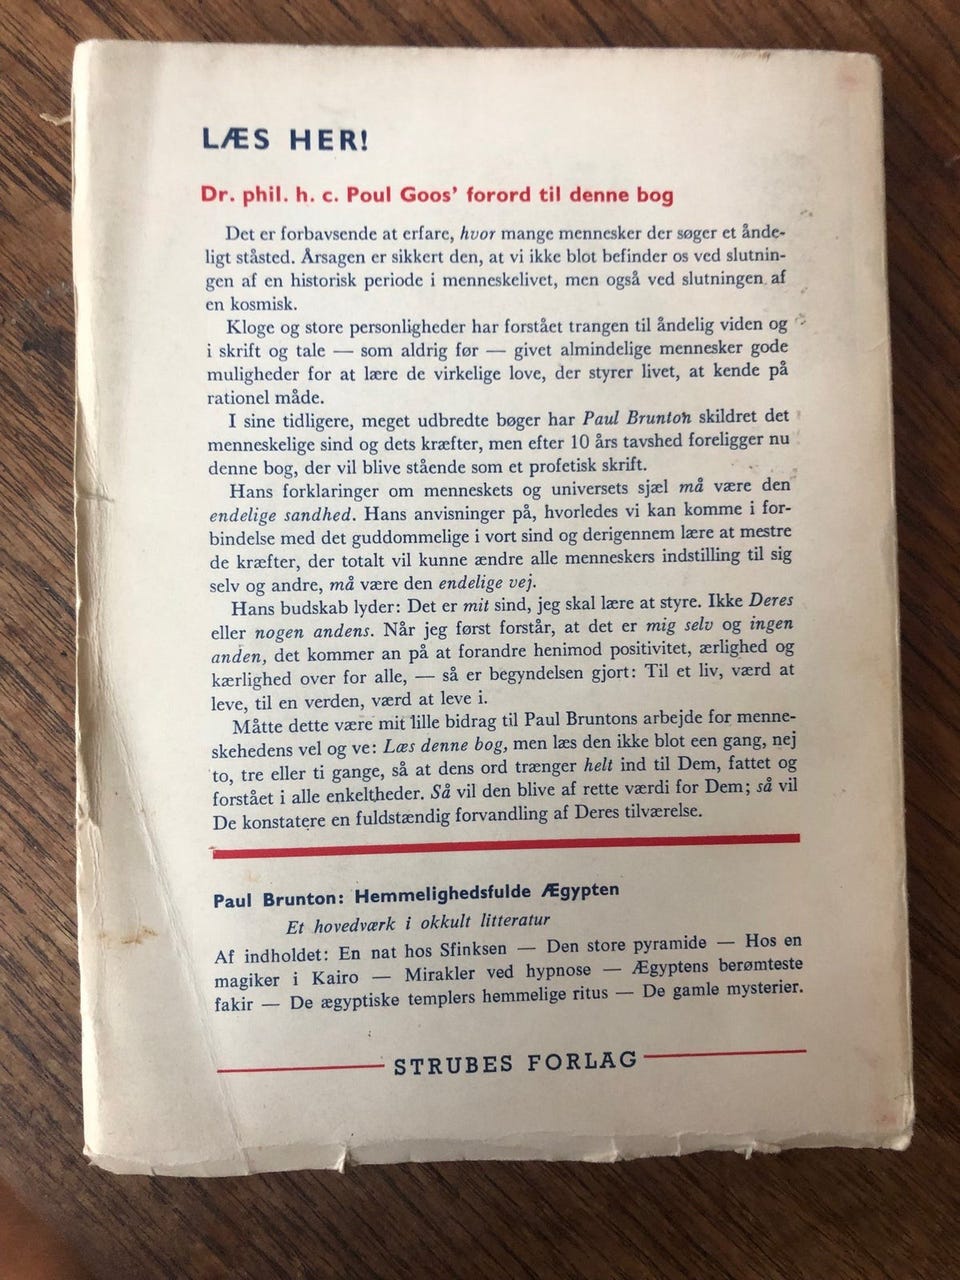 LÆS HER!
Dr. phil. h. c. Poul Goos' forord til denne bog
Det er forbavsende at erfare, hvor mange mennesker der søger et ånde-
ligt ståsted. Årsagen er sikkert den, at vi ikke blot befinder os ved slutnin-
gen af en historisk periode i menneskelivet, men også ved slutningen af
en kosmisk.
Kloge og store personligheder har forstået trangen til åndelig viden og
i skrift og tale — som aldrig før — givet almindelige mennesker gode
muligheder for at lære de virkelige love, der styrer livet, at kende på
rationel måde.
I sine tidligere, meget udbredte bøger har Paul Brunton skildret det
menneskelige sind og dets kræfter, men efter 10 års tavshed foreligger nu
denne bog, der vil blive stående som et profetisk skrift.
Hans forklaringer om menneskets og universets sjæl må være den
endelige sandhed. Hans anvisninger på, hvorledes vi kan komme i for-
bindelse med det guddommelige i vort sind og derigennem lære at mestre
de kræfter, der totalt vil kunne ændre alle menneskers indstilling til sig
selv og andre, må være den endelige vej.
Hans budskab lyder: Det er mit sind, jeg skal lære at styre. Ikke Deres
eller nogen andens. Når jeg først forstår, at det er mig selv og ingen
anden, det kommer an på at forandre henimod positivitet, ærlighed og
kærlighed over for alle, — så er begyndelsen gjort: Til et liv, værd at
leve, til en verden, værd at leve i.
Måtte dette være mit lille bidrag til Paul Bruntons arbejde for menne-
skehedens vel og ve: Læs denne bog, men læs den ikke blot een gang, nej
to, tre eller ti gange, så at dens ord trænger helt ind til Dem, fattet og
forstået i alle enkeltheder. Så vil den blive af rette værdi for Dem; så vil
De konstatere en fuldstændig forvandling af Deres tilværelse.
Paul Brunton: Hemmelighedsfulde Ægypten
Et hovedværk i okkult litteratur
Af indholdet: En nat hos Sfinksen — Den store pyramide — Hos en
magiker i Kairo — Mirakler ved hypnose — Ægyptens berømteste
fakir — De ægyptiske templers hemmelige ritus — De gamle mysterier.
STRUBES FORLAG